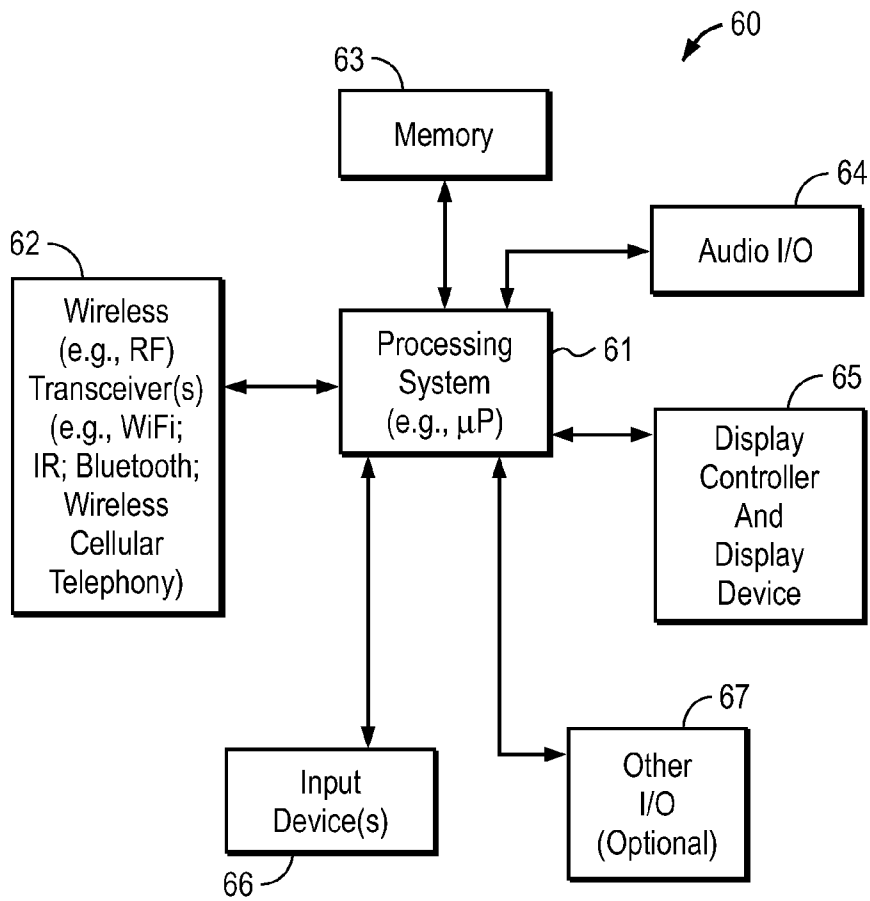 60
63
Memory
64
Audio I/O
62
Wireless
(e.g., RF)
Transceiver(s)
(e.g., WiFi;
IR; Bluetooth;
Wireless
Cellular
Telephony)
Processing
System
(e.g., μP)
61
65
Display
Controller
And
Display
Device
Input
Device(s)
66
67
Other
I/O
(Optional)